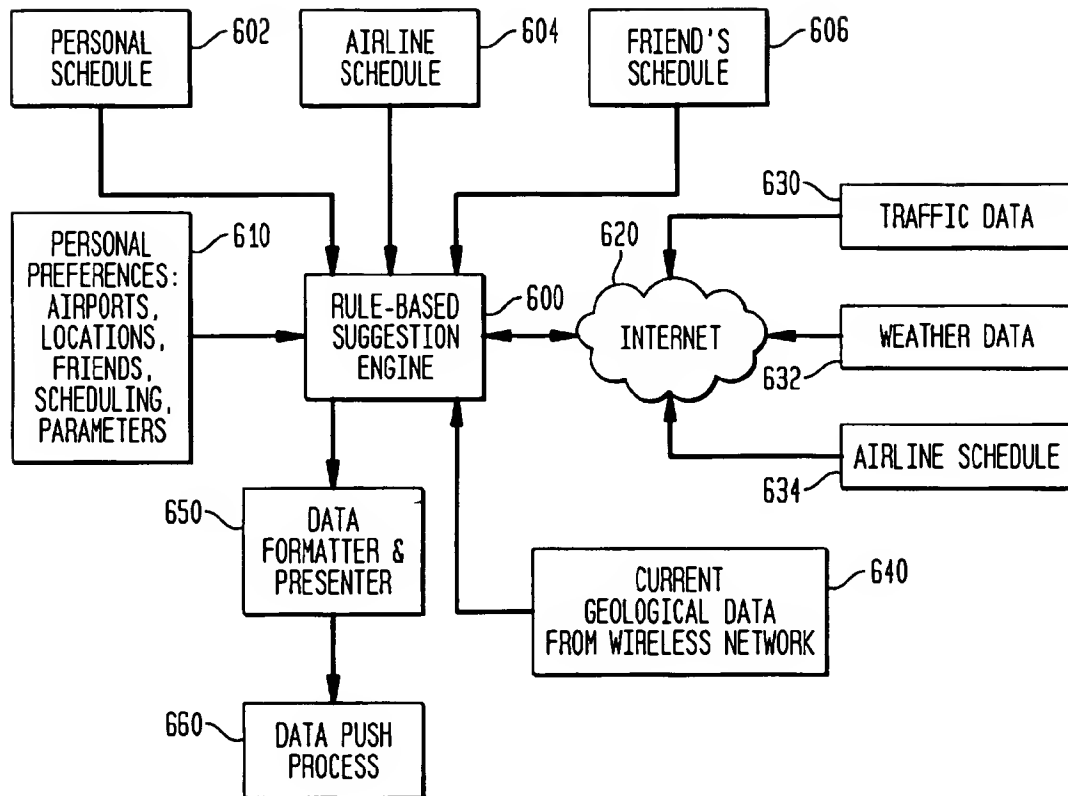 PERSONAL
SCHEDULE
602
AIRLINE
SCHEDULE
604
FRIEND'S
SCHEDULE
606
PERSONAL
PREFERENCES:
AIRPORTS,
LOCATIONS,
FRIENDS,
SCHEDULING,
PARAMETERS
610
RULE-BASED
SUGGESTION
ENGINE
600
620
INTERNET
630
TRAFFIC DATA
WEATHER DATA
632
AIRLINE SCHEDULE
634
650
DATA
FORMATTER &
PRESENTER
CURRENT
GEOLOGICAL DATA
FROM WIRELESS NETWORK
640
660
DATA PUSH
PROCESS